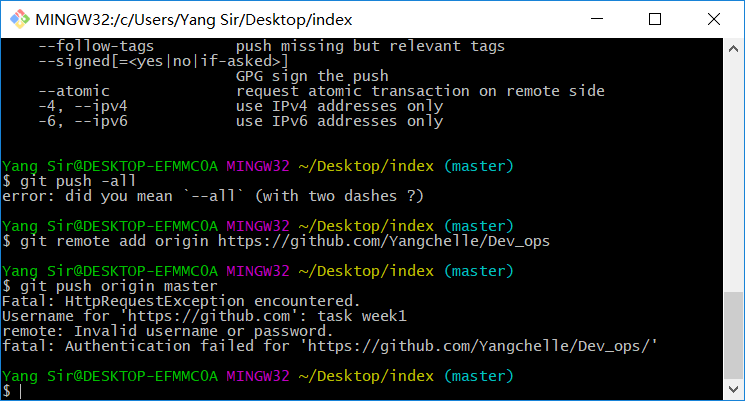 MINGW32:/c/Users/Yang Sir/Desktop/index
--follow-tags push missing but relevant tags
--signed[=<yes|no|if-asked>]
GPG sign the push
--atomic request atomic transaction on remote side
-4, --ipv4 use IPv4 addresses only
-6, --ipv6 use IPv6 addresses only
Yang Sir@DESKTOP-EFMMC0A MINGW32 ~/Desktop/index (master)
$ git push -all
error: did you mean `--all` (with two dashes ?)
Yang Sir@DESKTOP-EFMMC0A MINGW32 ~/Desktop/index (master)
$ git remote add origin https://github.com/Yangchelle/Dev_ops
Yang Sir@DESKTOP-EFMMC0A MINGW32 ~/Desktop/index (master)
$ git push origin master
Fatal: HttpRequestException encountered.
Username for 'https://github.com': task week1
remote: Invalid username or password.
fatal: Authentication failed for 'https://github.com/Yangchelle/Dev_ops/'
Yang Sir@DESKTOP-EFMMC0A MINGW32 ~/Desktop/index (master)
$